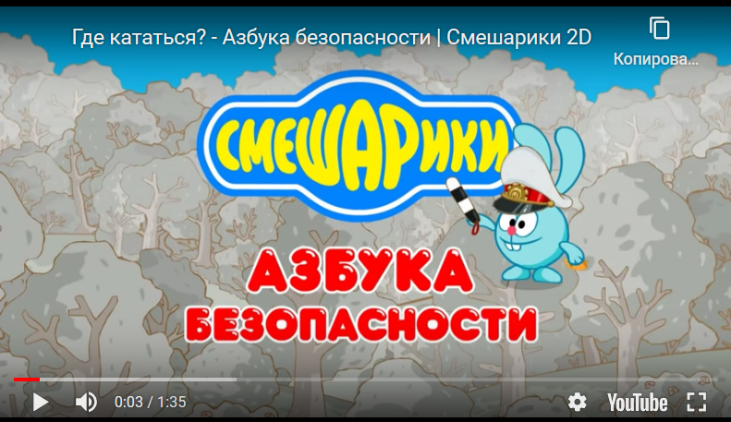 Где кататься? - Азбука безопасности | Смешарики 2D
Копирова...
СМЕШАРИКИ
АЗБУКА
БЕЗОПАСНОСТИ
0:03 / 1:35
YouTube